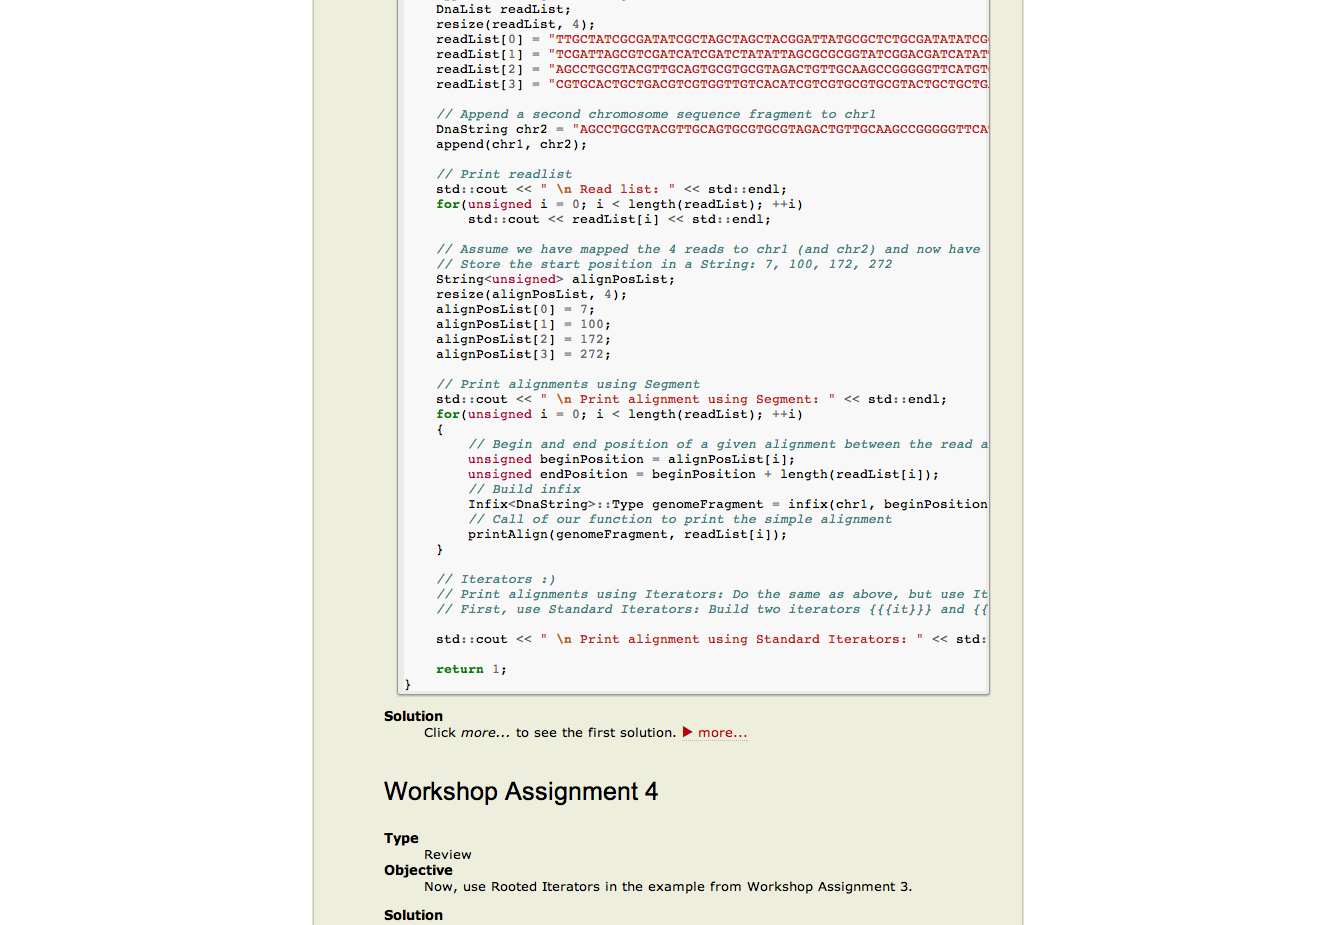 DnaList readList;
resize(readList, 4);
readList[0] = "TTGCTATCGCGATATCGCTAGCTAGCTACGGATTATGCGCTCTGCGATATATCG
readList[1] = "TCGATTAGCGTCGATCATCGATCTATATTAGCGCGCGGTATCGGACGATCATAT
readList[2] = "AGCCTGCGTACGTTGCAGTGCGTGCGTAGACTGTTGCAAGCCGGGGGTTCATGT
readList[3] = "CGTGCACTGCTGACGTCGTGGTTGTCACATCGTCGTGCGTGCGTACTGCTGCTG
// Append a second chromosome sequence fragment to chr1
DnaString chr2 = "AGCCTGCGTACGTTGCAGTGCGTGCGTAGACTGTTGCAAGCCGGGGGTTCA
append(chr1, chr2);
// Print readlist
std::cout << " \n Read list: " << std::endl;
for(unsigned i = 0; i < length(readList); ++i)
std::cout << readList[i] << std::endl;
// Assume we have mapped the 4 reads to chr1 (and chr2) and now have
// Store the start position in a String: 7, 100, 172, 272
String<unsigned> alignPosList;
resize(alignPosList, 4);
alignPosList[0] = 7;
alignPosList[1] = 100;
alignPosList[2] = 172;
alignPosList[3] = 272;
// Print alignments using Segment
std::cout << " \n Print alignment using Segment: " << std::endl;
for(unsigned i = 0; i < length(readList); ++i)
{
// Begin and end position of a given alignment between the read a
unsigned beginPosition = alignPosList[i];
unsigned endPosition = beginPosition + length(readList[i]);
// Build infix
Infix<DnaString>::Type genomeFragment = infix(chr1, beginPosition
// Call of our function to print the simple alignment
printAlign(genomeFragment, readList[i]);
}
// Iterators :)
// Print alignments using Iterators: Do the same as above, but use It
// First, use Standard Iterators: Build two iterators {{{it}}} and {{
std::cout << " \n Print alignment using Standard Iterators: " << std:
return 1;
}
Solution
Click more... to see the first solution. ▶ more...
Workshop Assignment 4
Type
Review
Objective
Now, use Rooted Iterators in the example from Workshop Assignment 3.
Solution